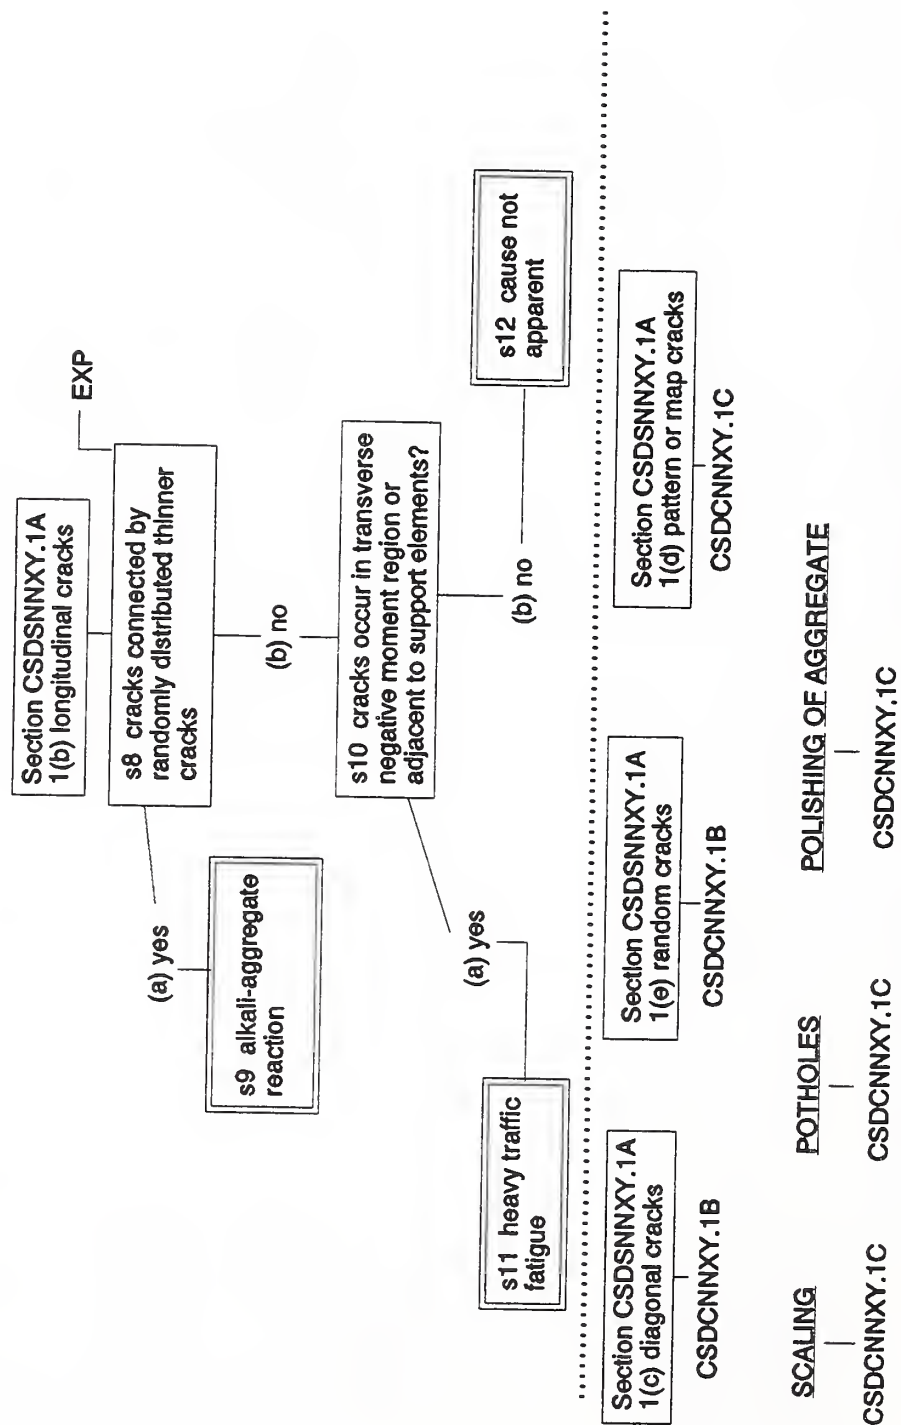 Section CSDSNNXY.1A
1(b) longitudinal cracks
EXP
s8 cracks connected by
randomly distributed thinner
cracks
(a) yes
(b) no
s9 alkali-aggregate
reaction
s10 cracks occur in transverse
negative moment region or
adjacent to support elements?
(a) yes
(b) no
s11 heavy traffic
fatigue
s12 cause not
apparent
Section CSDSNNXY.1A
1(c) diagonal cracks
CSDCNNXY.1B
Section CSDSNNXY.1A
1(e) random cracks
CSDCNNXY.1B
Section CSDSNNXY.1A
1(d) pattern or map cracks
CSDCNNXY.1C
SCALING
CSDCNNXY.1C
POTHOLES
CSDCNNXY.1C
POLISHING OF AGGREGATE
CSDCNNXY.1C